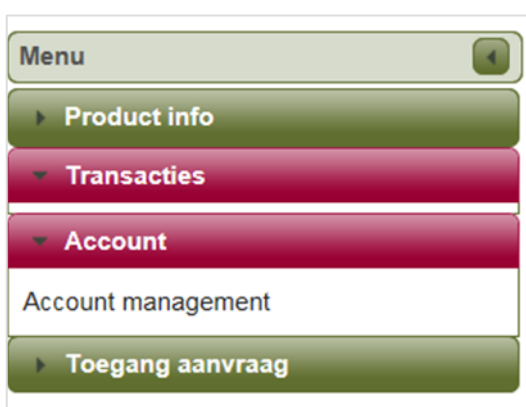 Menu
Product info
Transacties
Account
Account management
Toegang aanvraag